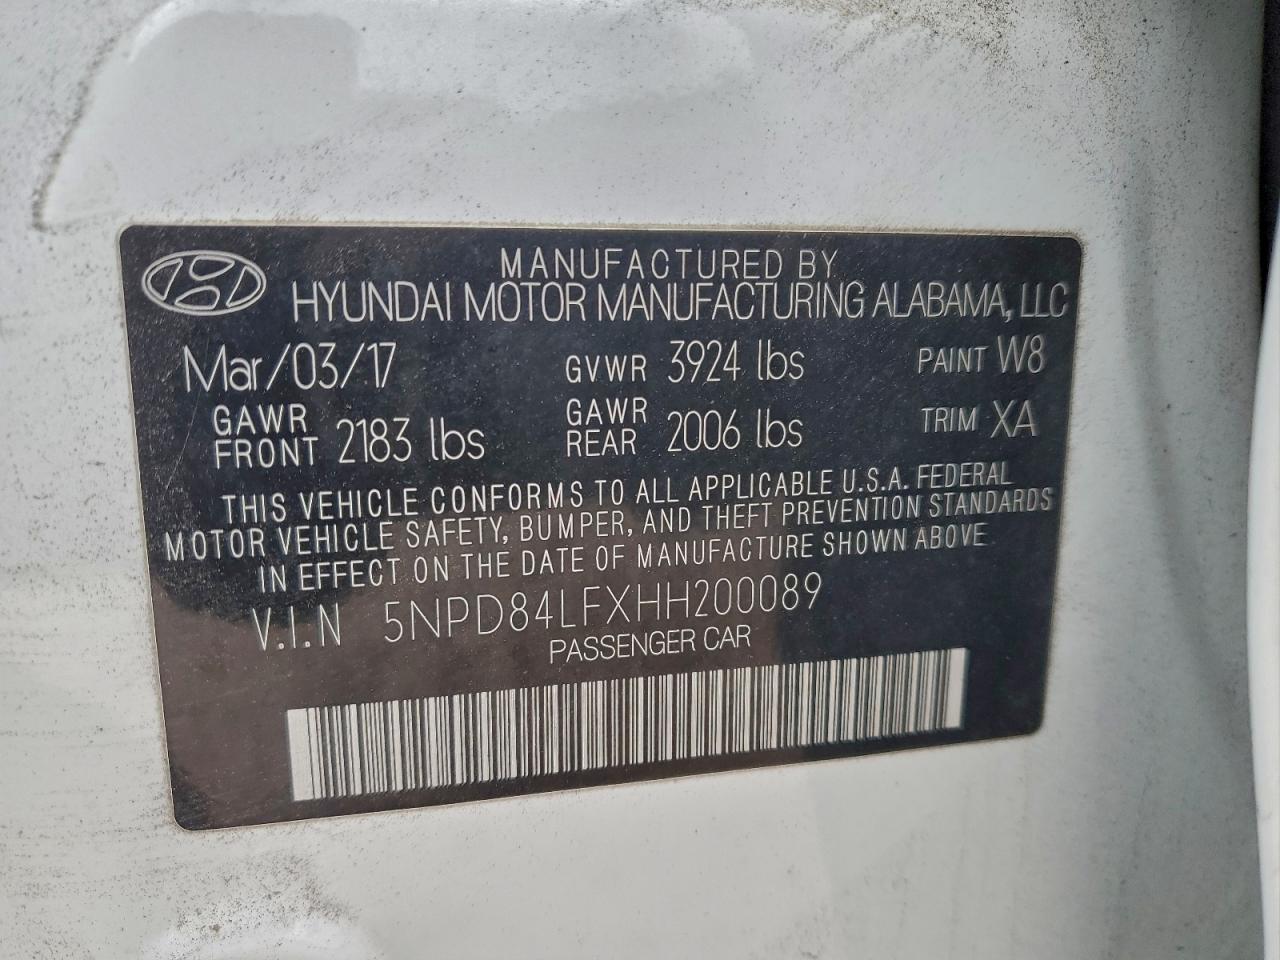 MANUFACTURED BY
HYUNDAI MOTOR MANUFACTURING ALABAMA, LLC
Mar/03/17 GVWR 3924 lbs PAINT W8
GAWR FRONT 2183 lbs GAWR REAR 2006 lbs TRIM XA
THIS VEHICLE CONFORMS TO ALL APPLICABLE U.S.A. FEDERAL
MOTOR VEHICLE SAFETY, BUMPER, AND THEFT PREVENTION STANDARDS
IN EFFECT ON THE DATE OF MANUFACTURE SHOWN ABOVE
V.I.N 5NPD84LFXHH200089
PASSENGER CAR